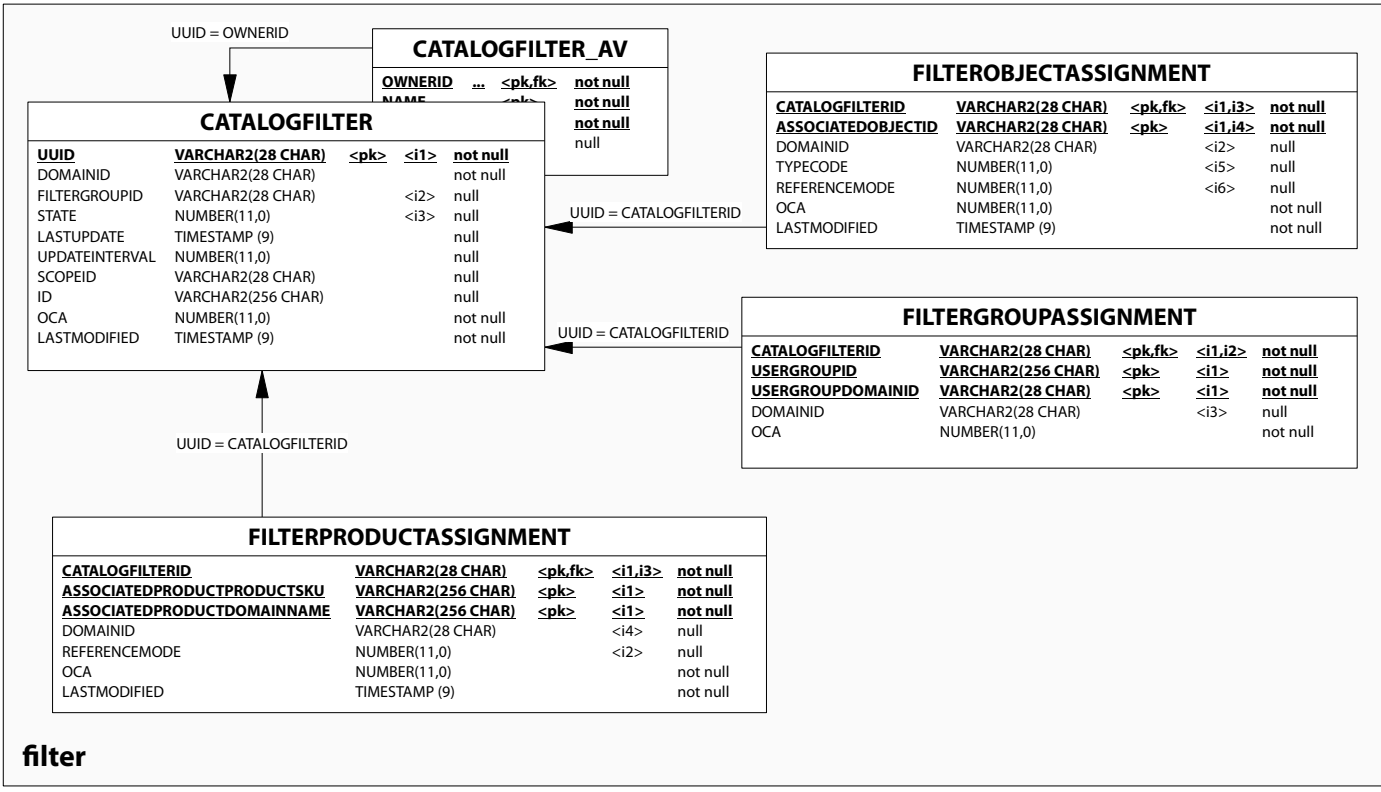 UUID = OWNERID
CATALOGFILTER_AV
OWNERID ... <pk,fk> not null
NAME <pk> not null
not null
null
CATALOGFILTER
UUID VARCHAR2(28 CHAR) <pk> <i1> not null
DOMAINID VARCHAR2(28 CHAR) not null
FILTERGROUPID VARCHAR2(28 CHAR) <i2> null
STATE NUMBER(11,0) <i3> null
LASTUPDATE TIMESTAMP (9) null
UPDATEINTERVAL NUMBER(11,0) null
SCOPEID VARCHAR2(28 CHAR) null
ID VARCHAR2(256 CHAR) null
OCA NUMBER(11,0) not null
LASTMODIFIED TIMESTAMP (9) not null
FILTEROBJECTASSIGNMENT
CATALOGFILTERID VARCHAR2(28 CHAR) <pk,fk> <i1,i3> not null
ASSOCIATEDOBJECTID VARCHAR2(28 CHAR) <pk> <i1,i4> not null
DOMAINID VARCHAR2(28 CHAR) <i2> null
TYPECODE NUMBER(11,0) <i5> null
REFERENCEMODE NUMBER(11,0) <i6> null
OCA NUMBER(11,0) not null
LASTMODIFIED TIMESTAMP (9) not null
UUID = CATALOGFILTERID
FILTERGROUPASSIGNMENT
CATALOGFILTERID VARCHAR2(28 CHAR) <pk,fk> <i1,i2> not null
USERGROUPID VARCHAR2(256 CHAR) <pk> <i1> not null
USERGROUPDOMAINID VARCHAR2(28 CHAR) <pk> <i1> not null
DOMAINID VARCHAR2(28 CHAR) <i3> null
OCA NUMBER(11,0) not null
UUID = CATALOGFILTERID
UUID = CATALOGFILTERID
FILTERPRODUCTASSIGNMENT
CATALOGFILTERID VARCHAR2(28 CHAR) <pk,fk> <i1,i3> not null
ASSOCIATEDPRODUCTPRODUCTSKU VARCHAR2(256 CHAR) <pk> <i1> not null
ASSOCIATEDPRODUCTDOMAINNAME VARCHAR2(256 CHAR) <pk> <i1> not null
DOMAINID VARCHAR2(28 CHAR) <i4> null
REFERENCEMODE NUMBER(11,0) <i2> null
OCA NUMBER(11,0) not null
LASTMODIFIED TIMESTAMP (9) not null
filter